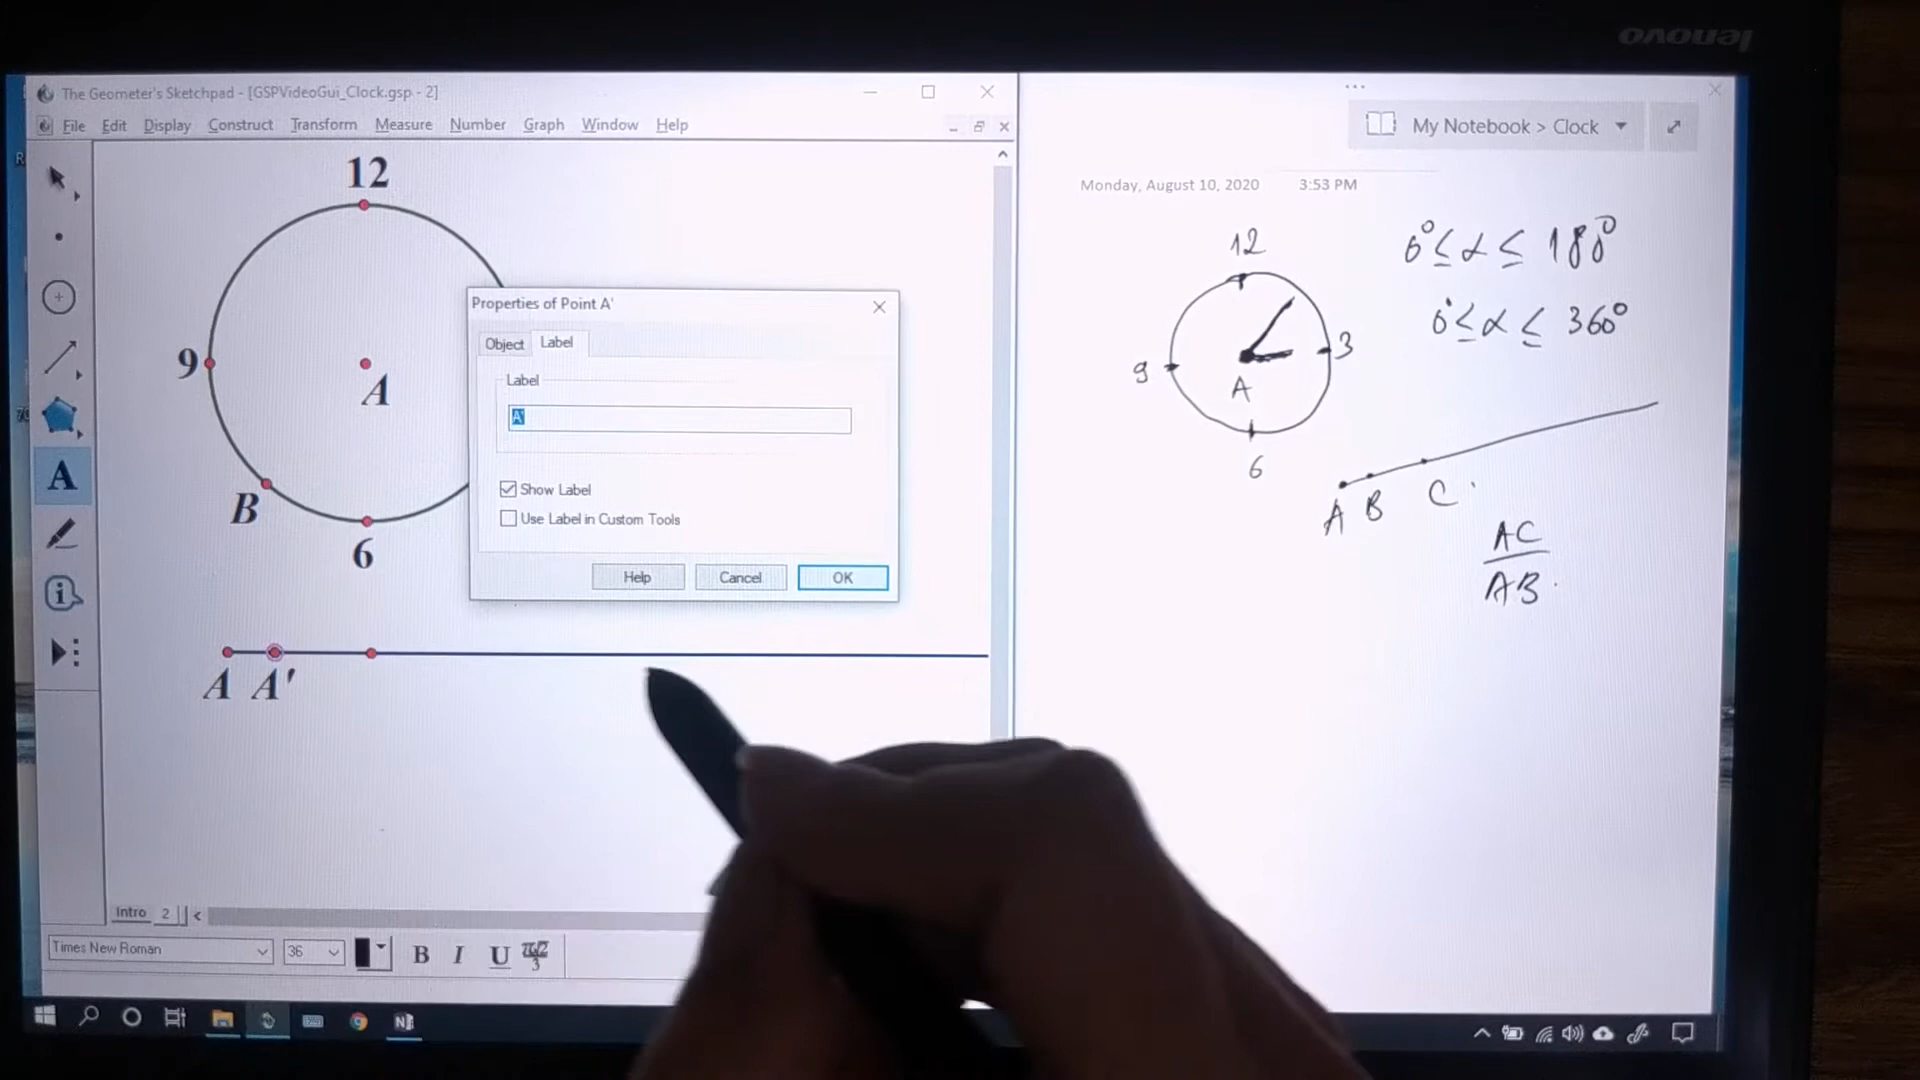 lenovo
The Geometer's Sketchpad - [GSPVideoGui_Clock.gsp - 2]
File Edit Display Construct Transform Measure Number Graph Window Help
12
9
A
B
6
A A'
Properties of Point A'
Object Label
Label
A'
Show Label
Use Label in Custom Tools
Help Cancel OK
Intro 2
Times New Roman 36 B I U
My Notebook > Clock
Monday, August 10, 2020 3:53 PM
12
9
3
A
6
0° ≤ α ≤ 180°
0° ≤ α ≤ 360°
A B C
AC
AB